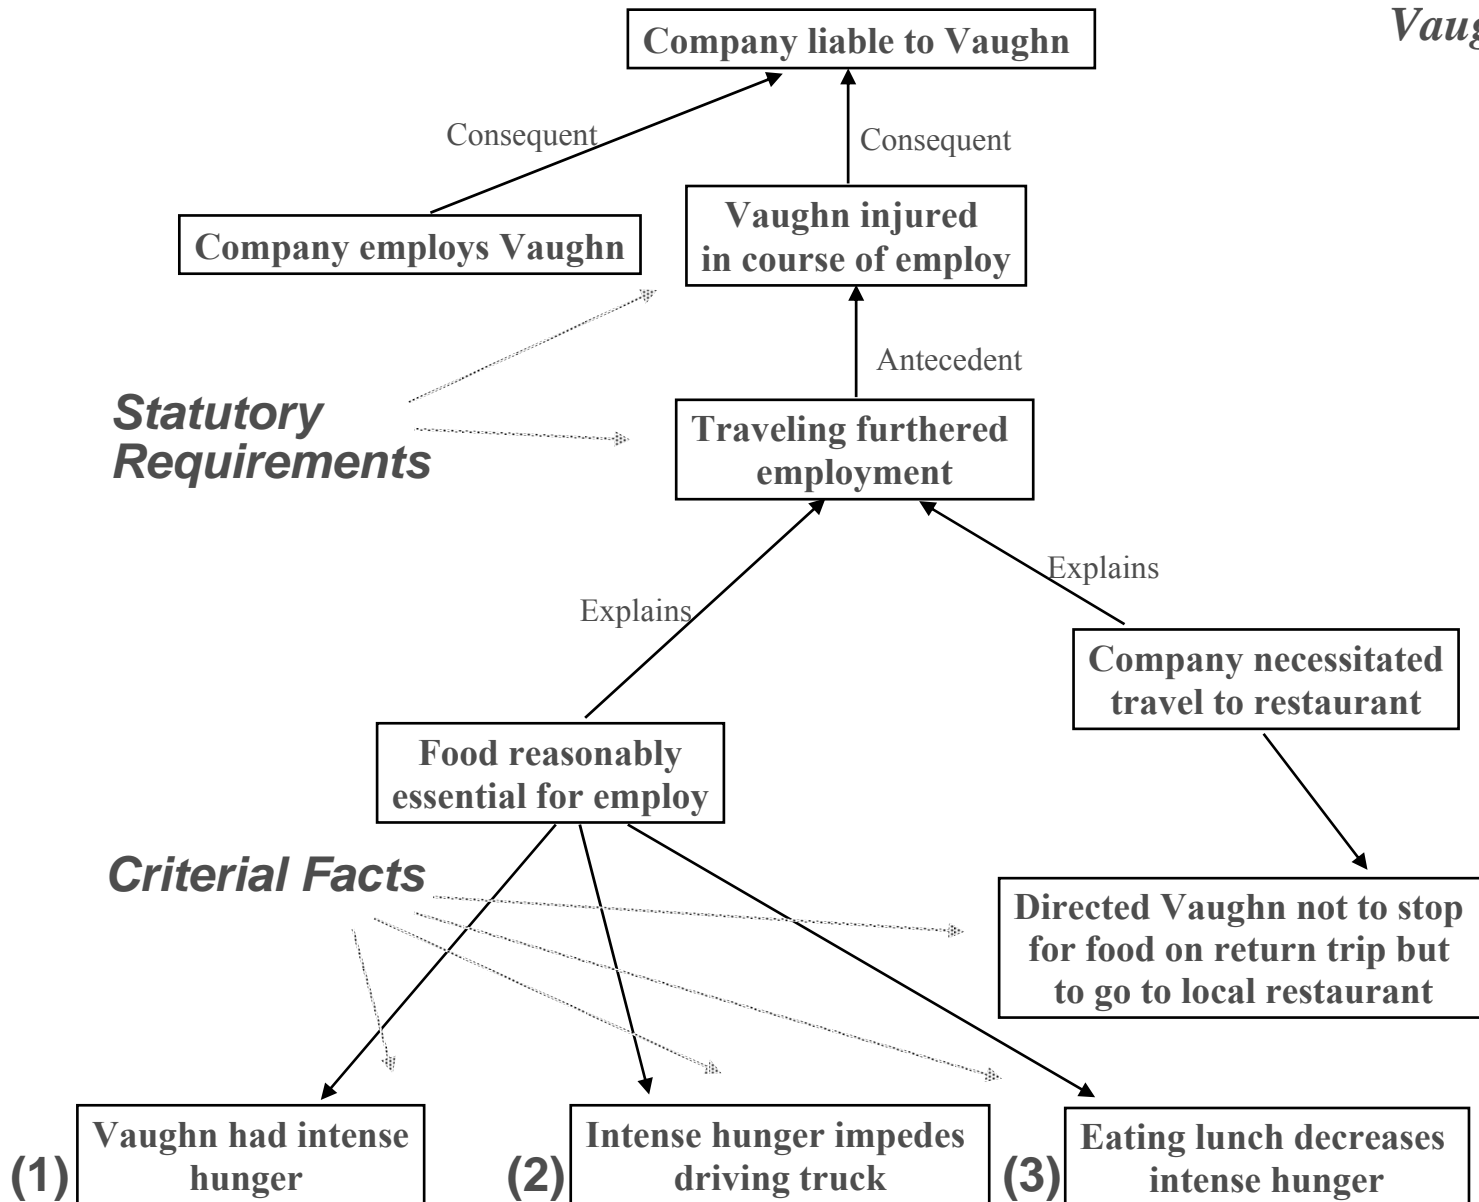 Vaug
Company liable to Vaughn
Consequent
Consequent
Company employs Vaughn
Vaughn injured
in course of employ
Antecedent
Statutory
Requirements
Traveling furthered
employment
Explains
Explains
Company necessitated
travel to restaurant
Food reasonably
essential for employ
Criterial Facts
Directed Vaughn not to stop
for food on return trip but
to go to local restaurant
(1)
Vaughn had intense
hunger
(2)
Intense hunger impedes
driving truck
(3)
Eating lunch decreases
intense hunger